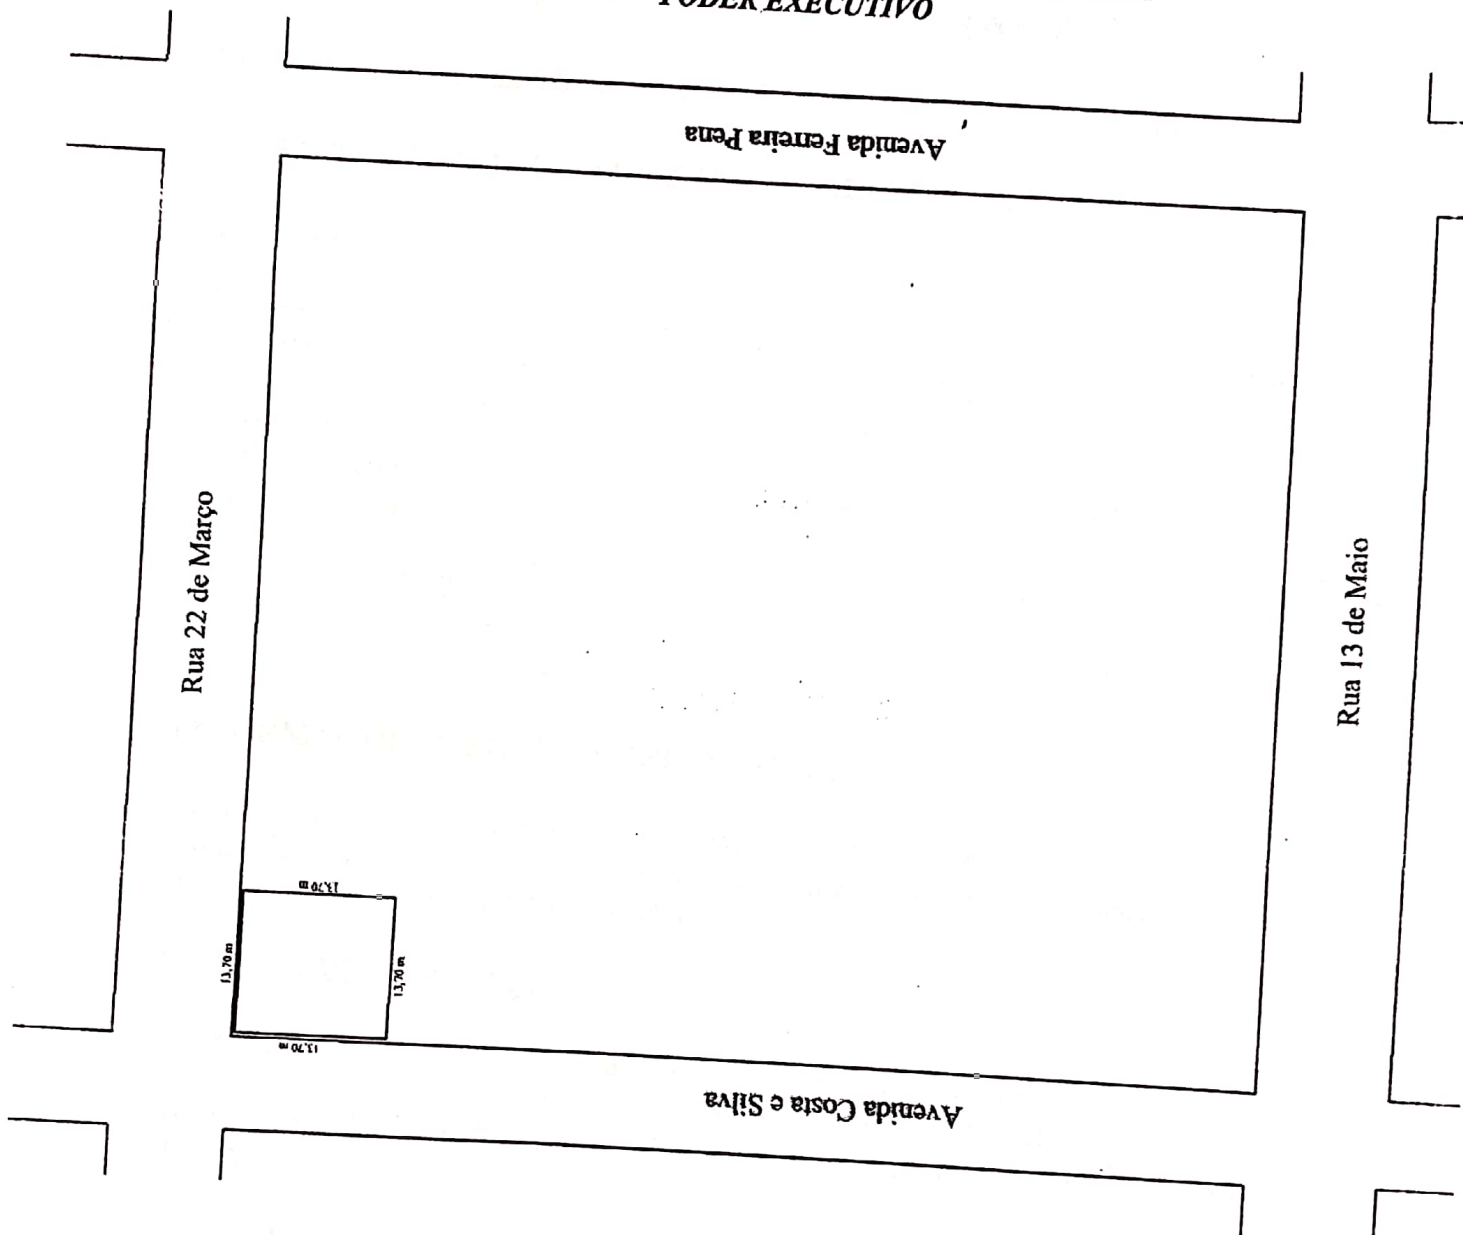 PODER EXECUTIVO
Avenida Ferreira Pena
Rua 22 de Março
Rua 13 de Maio
13,70 m
13,70 m
13,70 m
13,70 m
Avenida Costa e Silva